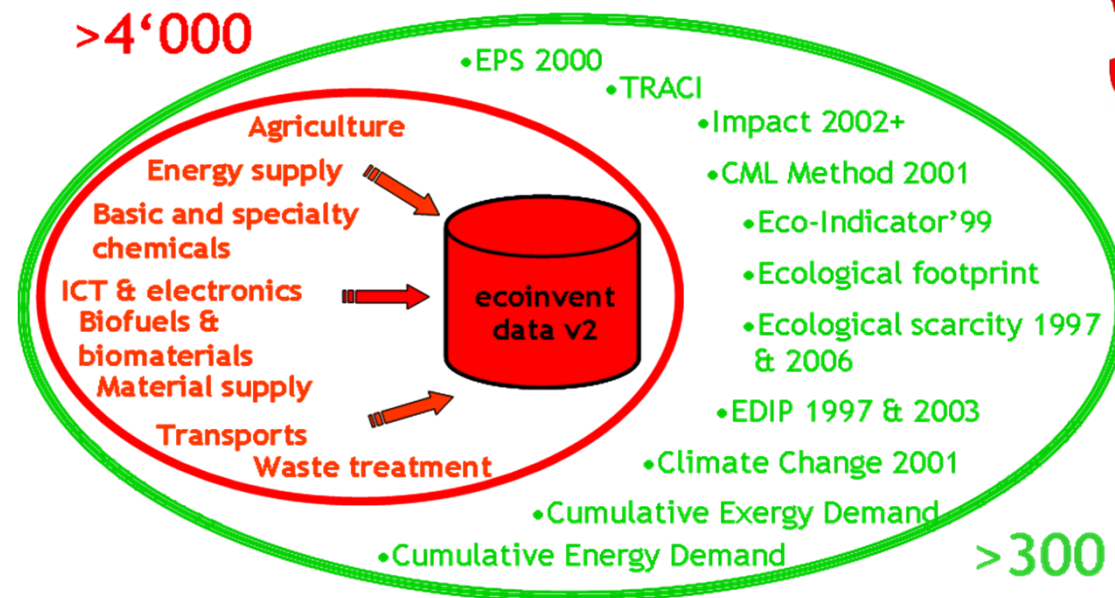 >4‘000
•EPS 2000
•TRACI
•Impact 2002+
•CML Method 2001
•Eco-Indicator’99
•Ecological footprint
•Ecological scarcity 1997
& 2006
•EDIP 1997 & 2003
•Climate Change 2001
•Cumulative Exergy Demand
•Cumulative Energy Demand
>300
Agriculture
Energy supply
Basic and specialty
chemicals
ICT & electronics
Biofuels &
biomaterials
Material supply
Transports
Waste treatment
ecoinvent
data v2